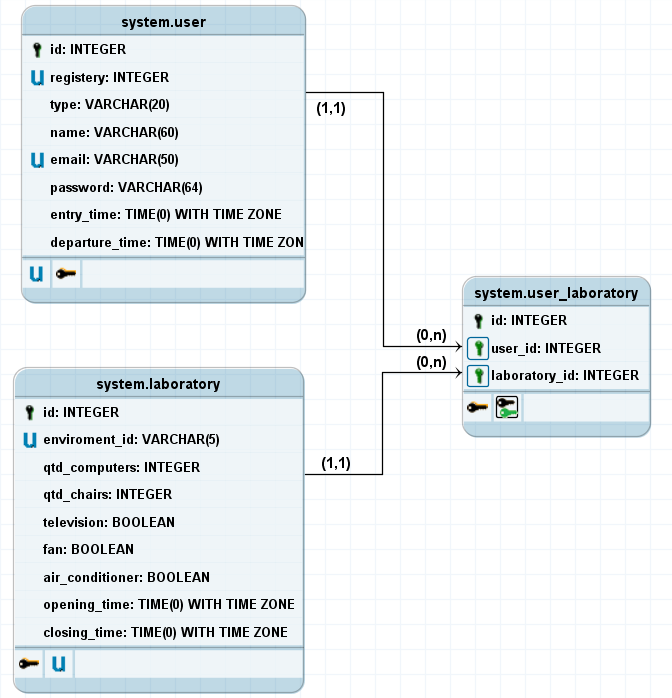 system.user
id: INTEGER
U registery: INTEGER
type: VARCHAR(20)
name: VARCHAR(60)
U email: VARCHAR(50)
password: VARCHAR(64)
entry_time: TIME(0) WITH TIME ZONE
departure_time: TIME(0) WITH TIME ZON
U
(1,1)
system.user_laboratory
id: INTEGER
(0,n)
user_id: INTEGER
(0,n)
laboratory_id: INTEGER
system.laboratory
id: INTEGER
U enviroment_id: VARCHAR(5)
qtd_computers: INTEGER
(1,1)
qtd_chairs: INTEGER
television: BOOLEAN
fan: BOOLEAN
air_conditioner: BOOLEAN
opening_time: TIME(0) WITH TIME ZONE
closing_time: TIME(0) WITH TIME ZONE
U